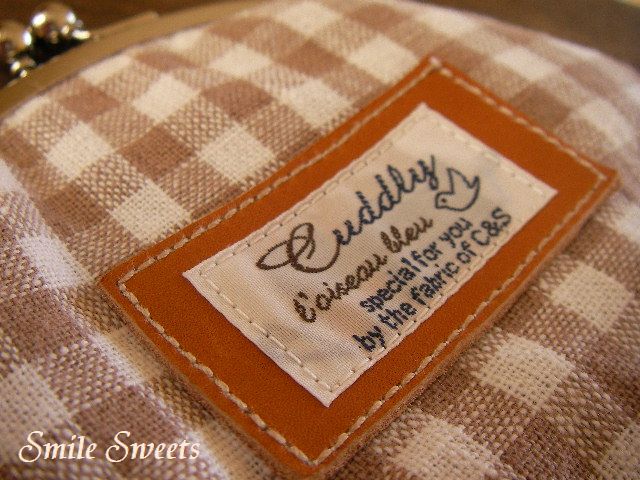 Cuddly
l'oiseau bleu
special for you
by the fabric of C&S
Smile Sweets